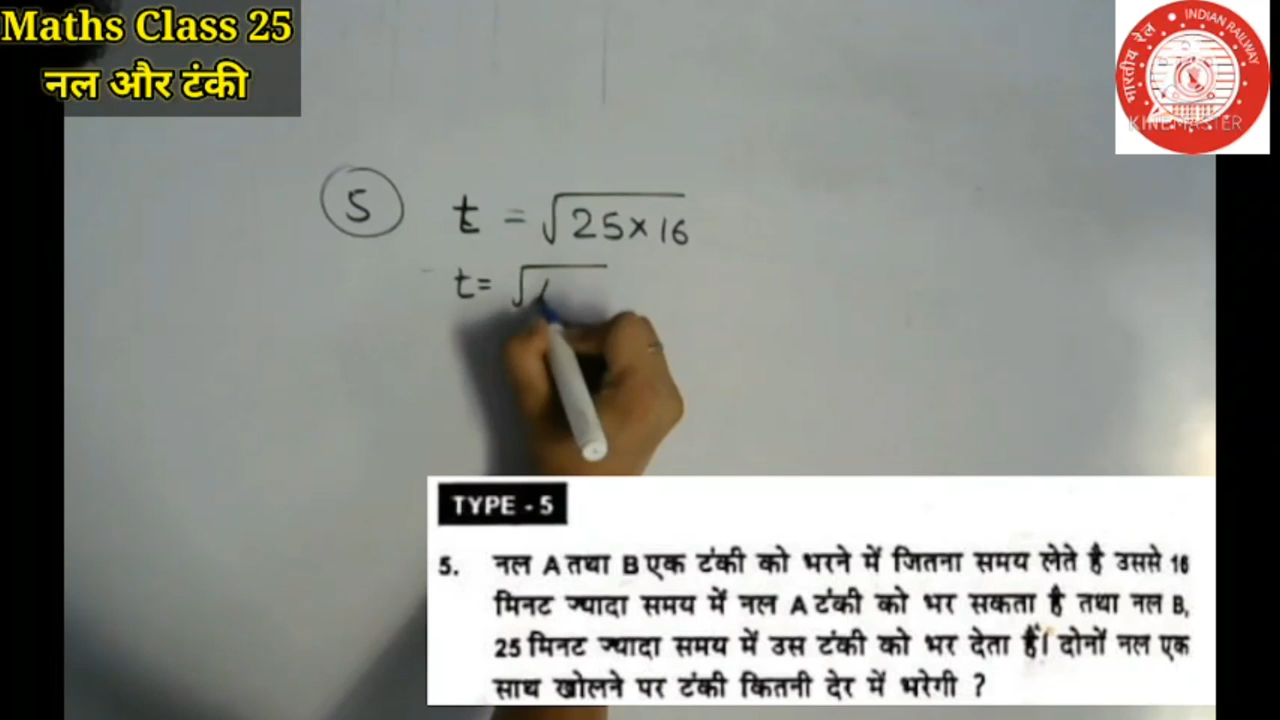 Maths Class 25
नल और टंकी
भारतीय रेल
INDIAN RAILWAY
KINEMASTER
5 t = √25×16
t = √
TYPE - 5
5. नल A तथा B एक टंकी को भरने में जितना समय लेते है उससे 16
मिनट ज्यादा समय में नल A टंकी को भर सकता है तथा नल B,
25 मिनट ज्यादा समय में उस टंकी को भर देता हैं। दोनों नल एक
साथ खोलने पर टंकी कितनी देर में भरेगी ?